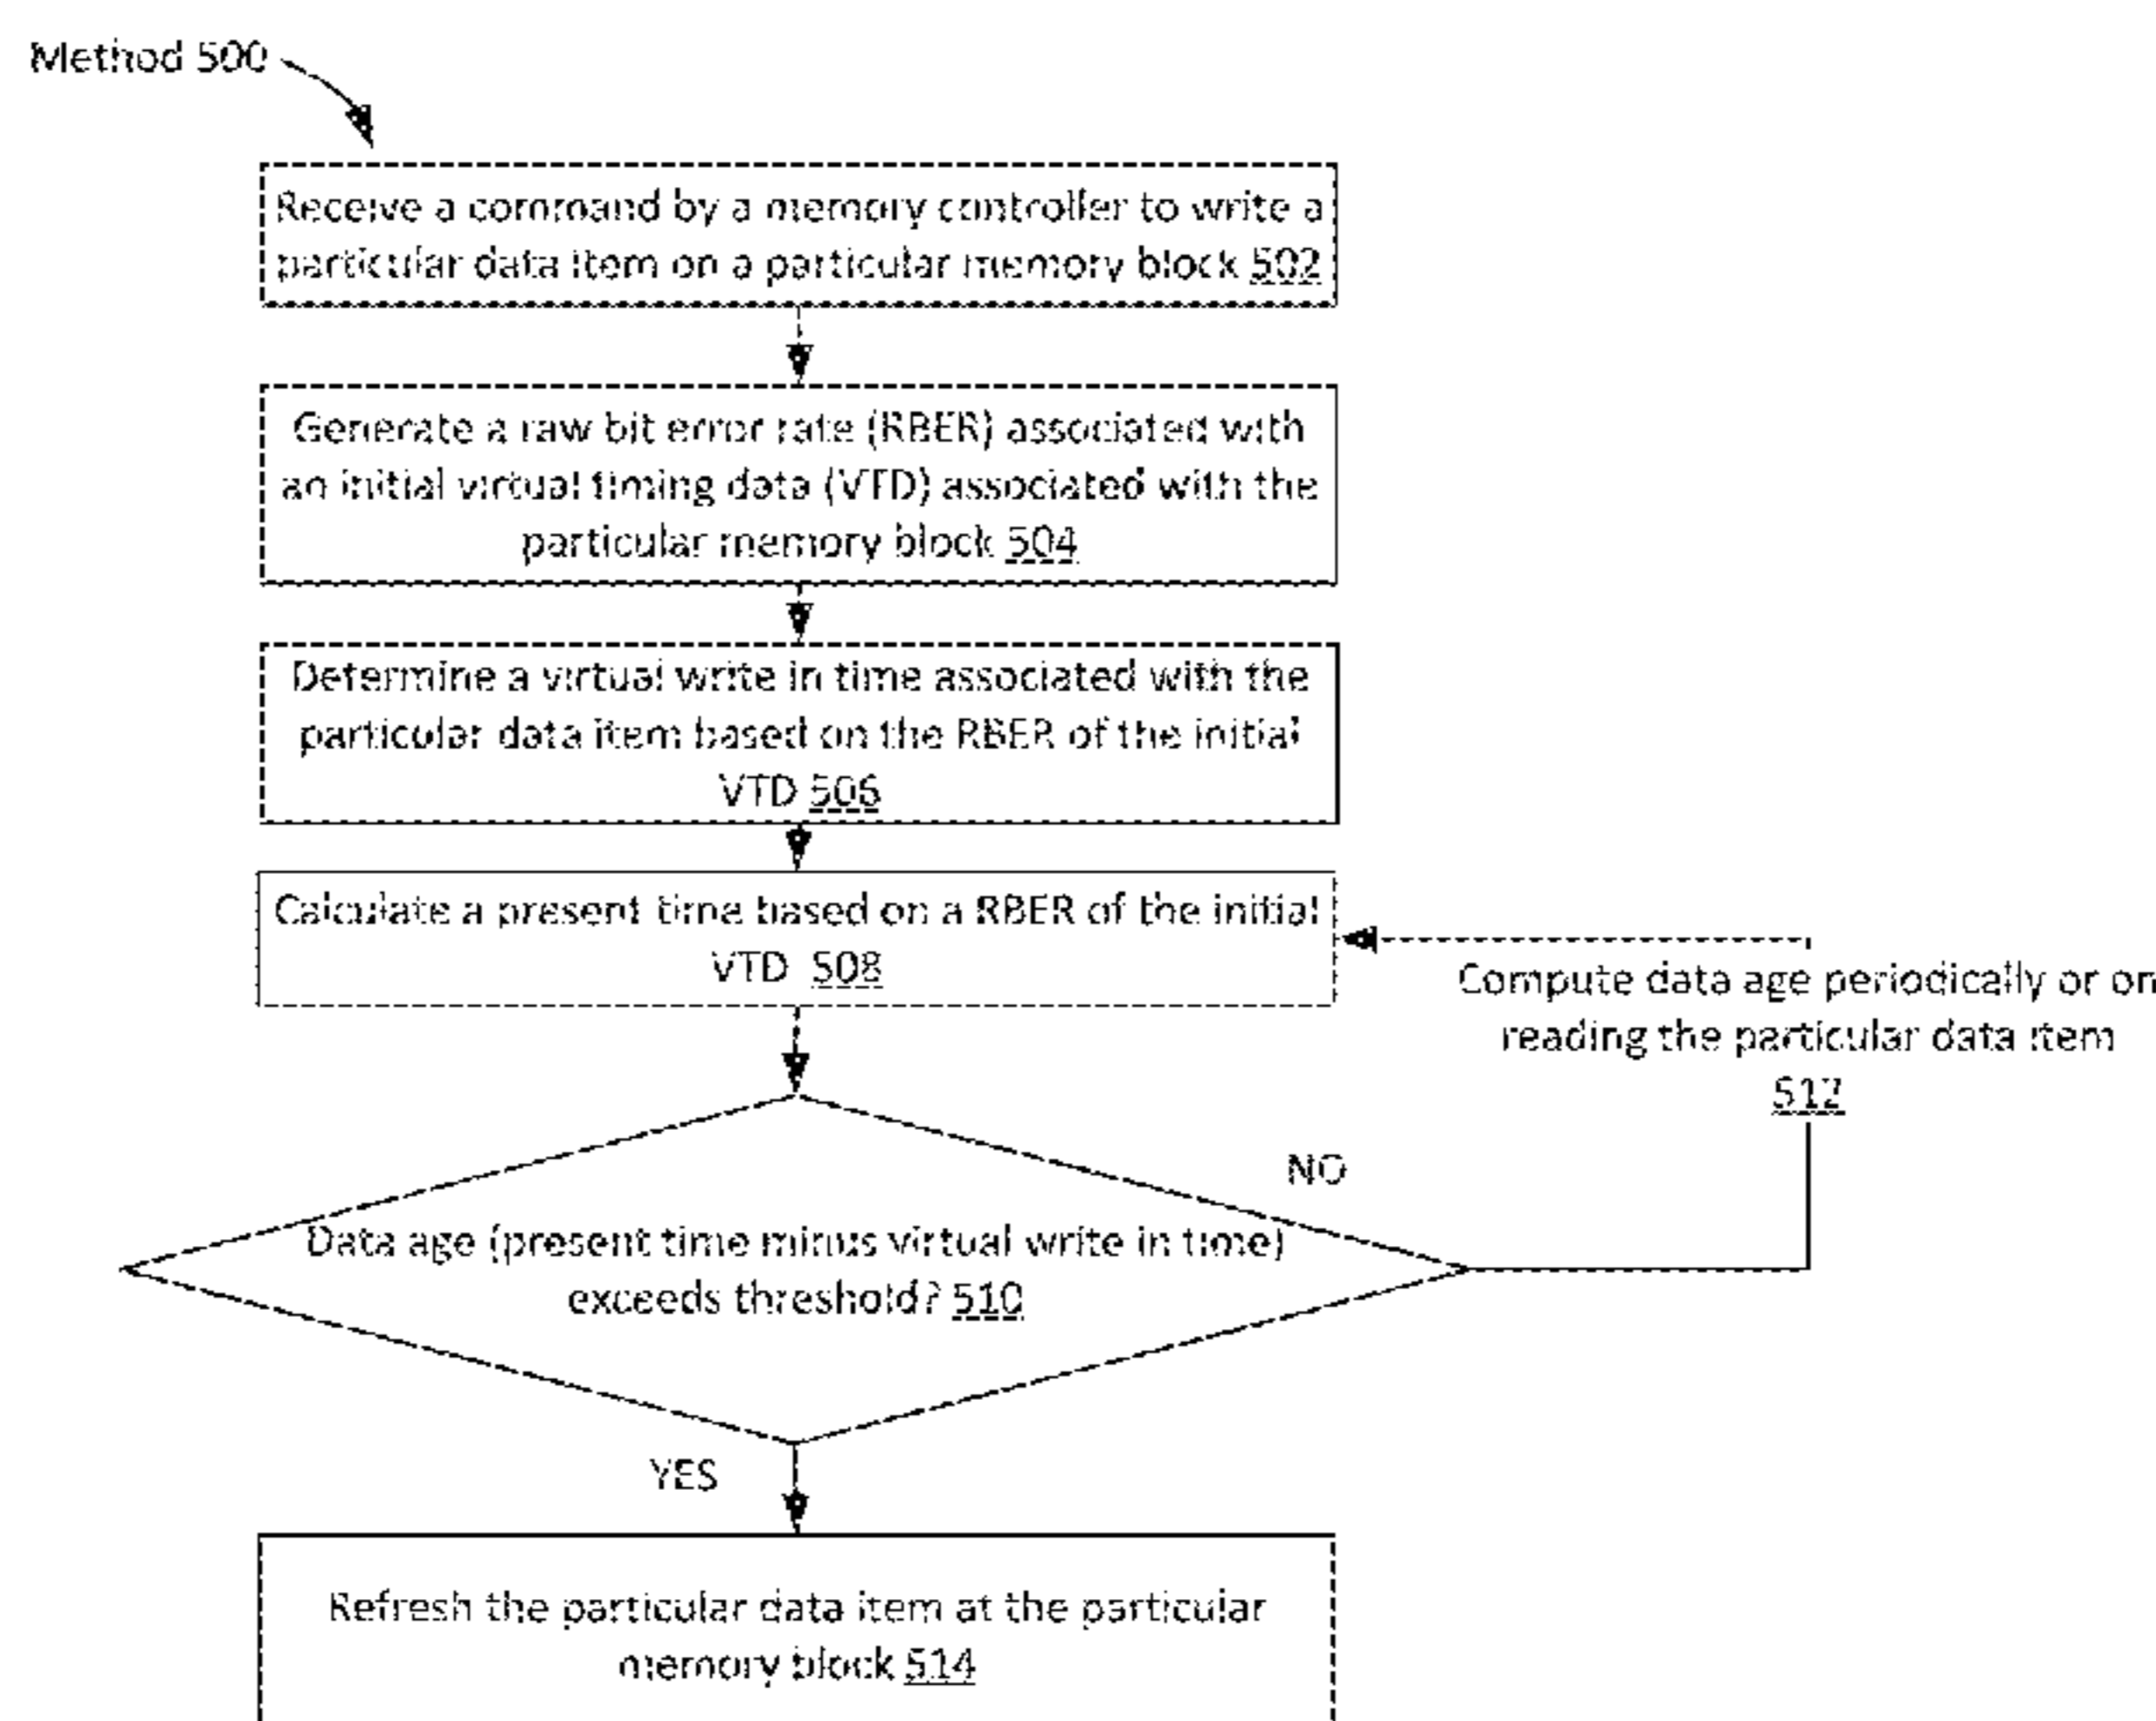 Method 500
Receive a command by a memory controller to write a
particular data item on a particular memory block 502
Generate a raw bit error rate (RBER) associated with
an initial virtual timing data (VTD) associated with the
particular memory block 504
Determine a virtual write in time associated with the
particular data item based on the RBER of the initial
VTD 506
Calculate a present time based on a RBER of the initial
VTD 508
Compute data age periodically or on
reading the particular data item
512
NO
Data age (present time minus virtual write in time)
exceeds threshold? 510
YES
Refresh the particular data item at the particular
memory block 514